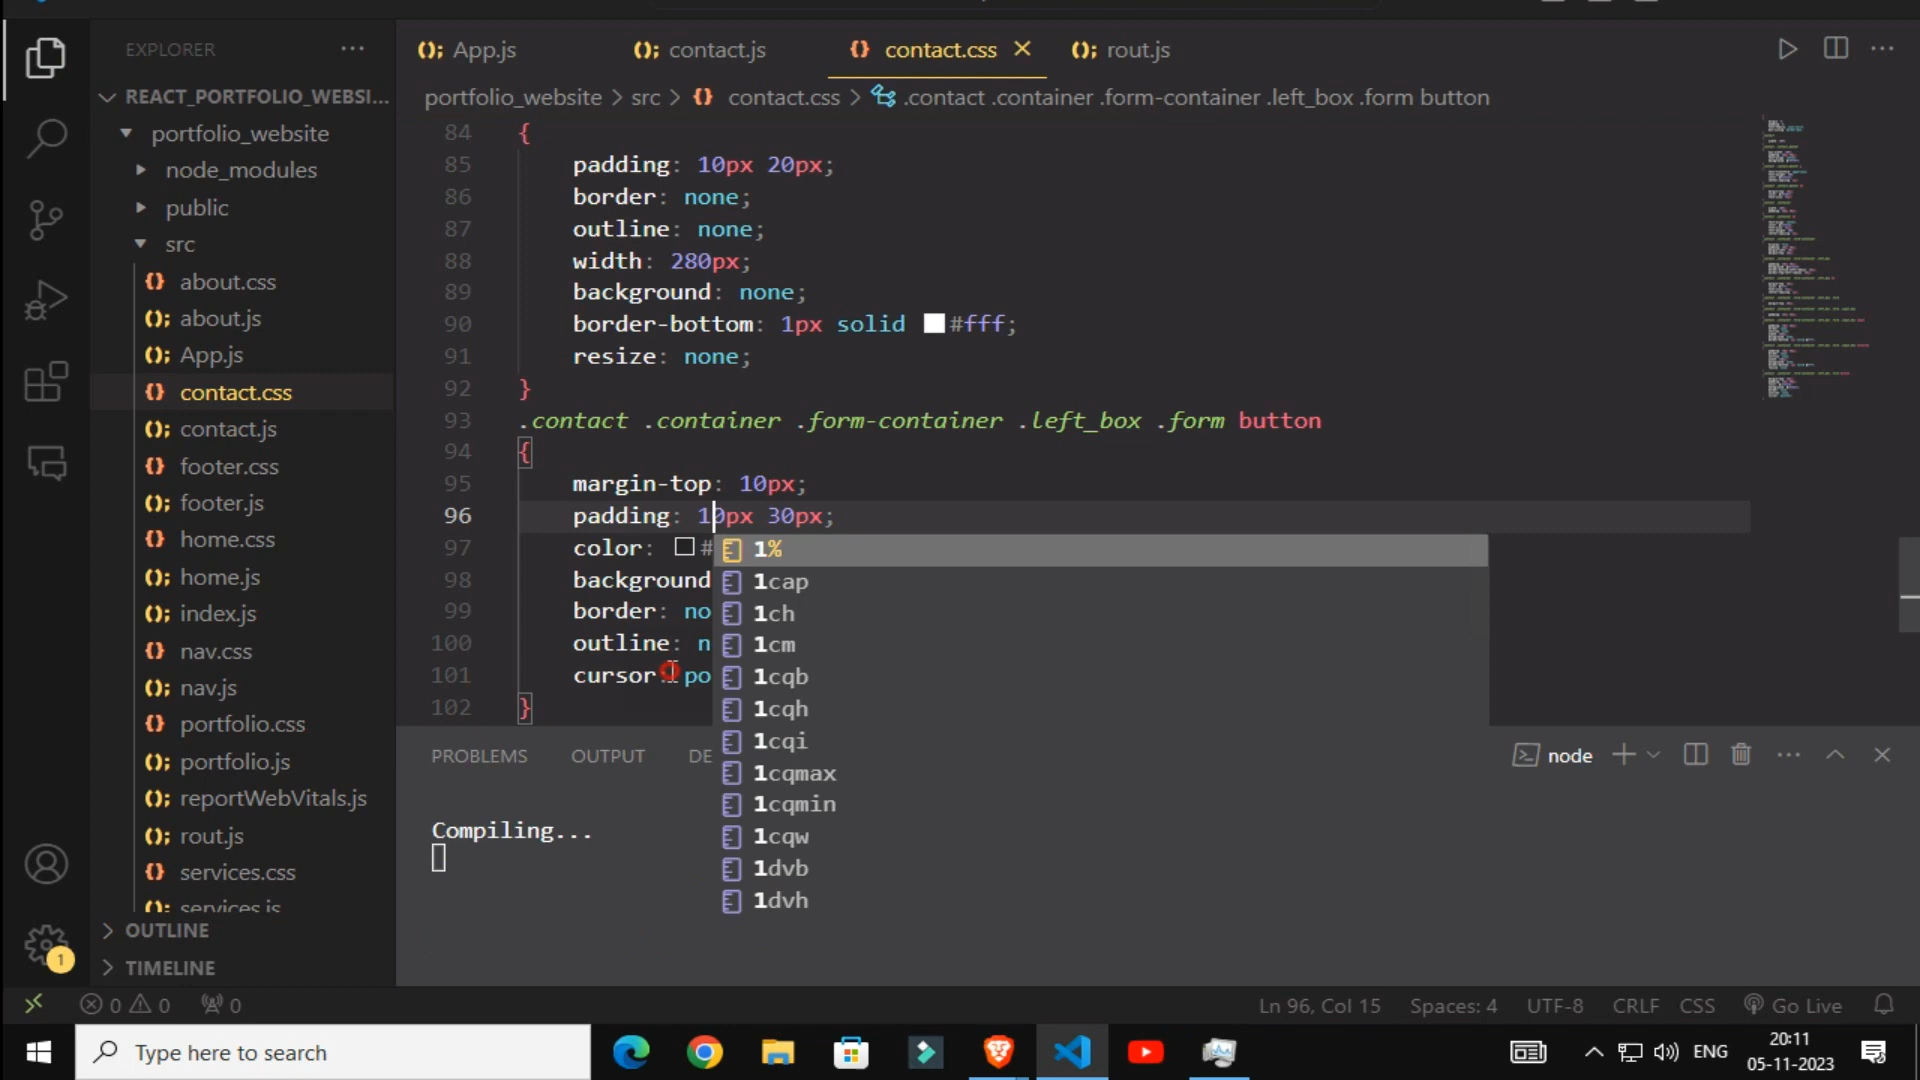 EXPLORER
REACT_PORTFOLIO_WEBSI...
portfolio_website
node_modules
public
src
about.css
about.js
App.js
contact.css
contact.js
footer.css
footer.js
home.css
home.js
index.js
nav.css
nav.js
portfolio.css
portfolio.js
reportWebVitals.js
rout.js
services.css
services.js
OUTLINE
TIMELINE
1
App.js
contact.js
contact.css
rout.js
portfolio_website > src > {} contact.css > .contact .container .form-container .left_box .form button
84 {
85 padding: 10px 20px;
86 border: none;
87 outline: none;
88 width: 280px;
89 background: none;
90 border-bottom: 1px solid #fff;
91 resize: none;
92 }
93 .contact .container .form-container .left_box .form button
94 {
95 margin-top: 10px;
96 padding: 10px 30px;
97 color: #
98 background
99 border: no
100 outline: n
101 cursor: po
102 }
1%
1cap
1ch
1cm
1cqb
1cqh
1cqi
1cqmax
1cqmin
1cqw
1dvb
1dvh
PROBLEMS OUTPUT DE
node
Compiling...
0 0 0
Ln 96, Col 15 Spaces: 4 UTF-8 CRLF CSS Go Live
Type here to search
ENG
20:11
05-11-2023